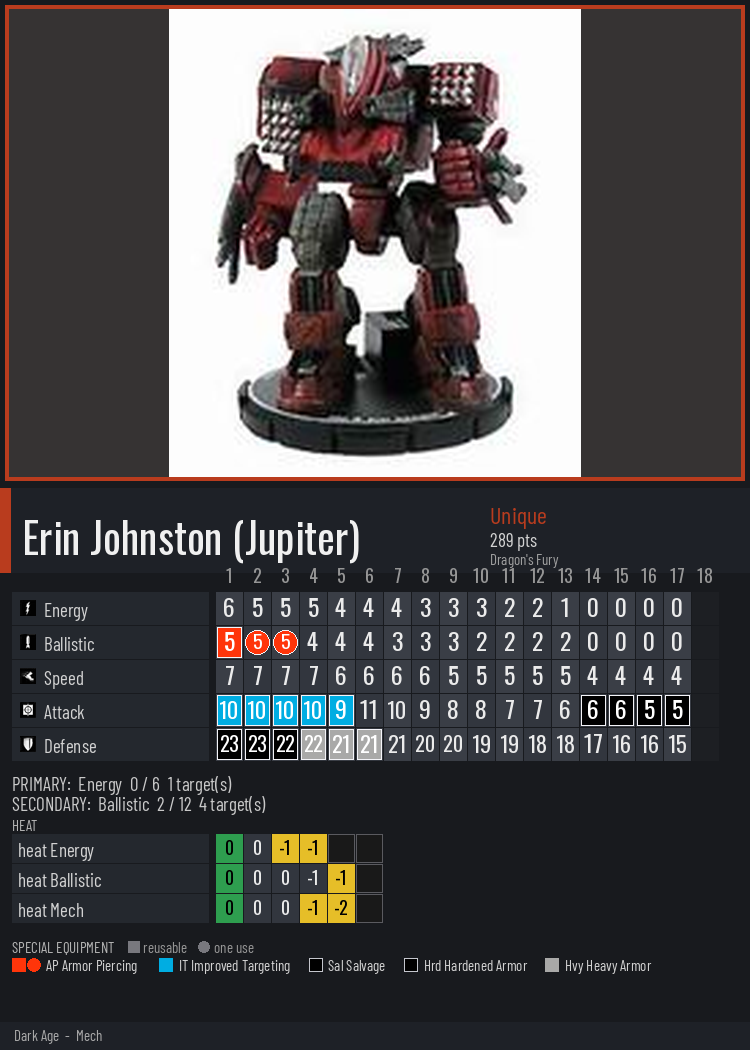 Erin Johnston (Jupiter)
Unique
289 pts
Dragon's Fury
1 2 3 4 5 6 7 8 9 10 11 12 13 14 15 16 17 18
Energy 6 5 5 5 4 4 4 3 3 3 2 2 1 0 0 0 0
Ballistic 5 5 5 4 4 4 3 3 3 2 2 2 2 0 0 0 0
Speed 7 7 7 7 6 6 6 6 5 5 5 5 5 4 4 4 4
Attack 10 10 10 10 9 11 10 9 8 8 7 7 6 6 6 5 5
Defense 23 23 22 22 21 21 21 20 20 19 19 18 18 17 16 16 15
PRIMARY: Energy 0 / 6 1 target(s)
SECONDARY: Ballistic 2 / 12 4 target(s)
HEAT
heat Energy 0 0 -1 -1
heat Ballistic 0 0 0 -1 -1
heat Mech 0 0 0 -1 -2
SPECIAL EQUIPMENT reusable one use
AP Armor Piercing IT Improved Targeting Sal Salvage Hrd Hardened Armor Hvy Heavy Armor
Dark Age - Mech